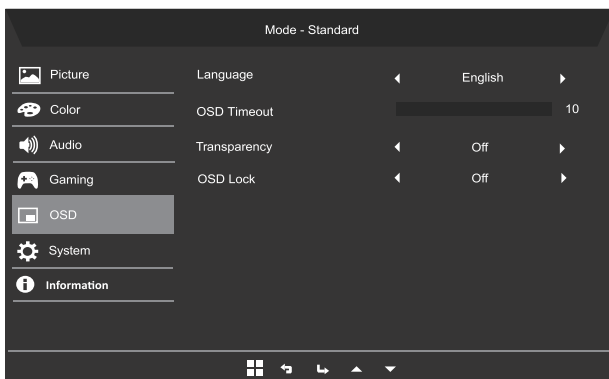 Mode - Standard
Picture
Color
Audio
Gaming
OSD
System
Information
Language English
OSD Timeout 10
Transparency Off
OSD Lock Off